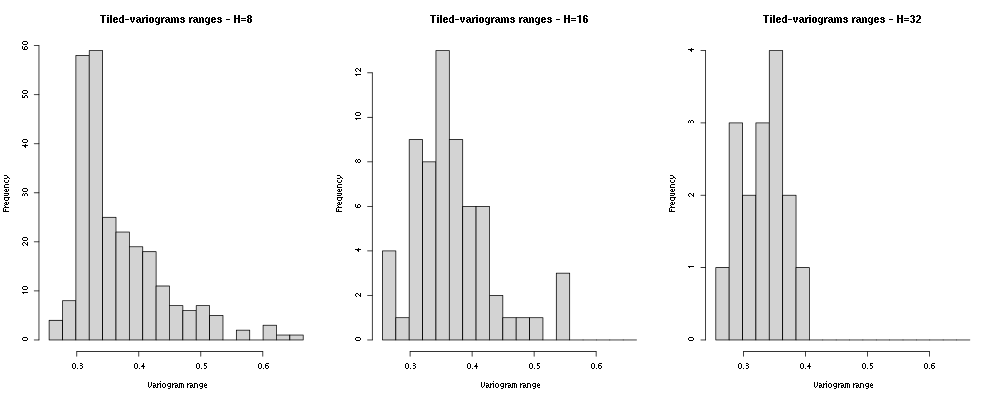 Tiled-variograms ranges - H=8
Tiled-variograms ranges - H=16
Tiled-variograms ranges - H=32
Frequency
60
50
40
30
20
10
0
0.3 0.4 0.5 0.6
Variogram range
Frequency
12
10
8
6
4
2
0
0.3 0.4 0.5 0.6
Variogram range
Frequency
4
3
2
1
0
0.3 0.4 0.5 0.6
Variogram range